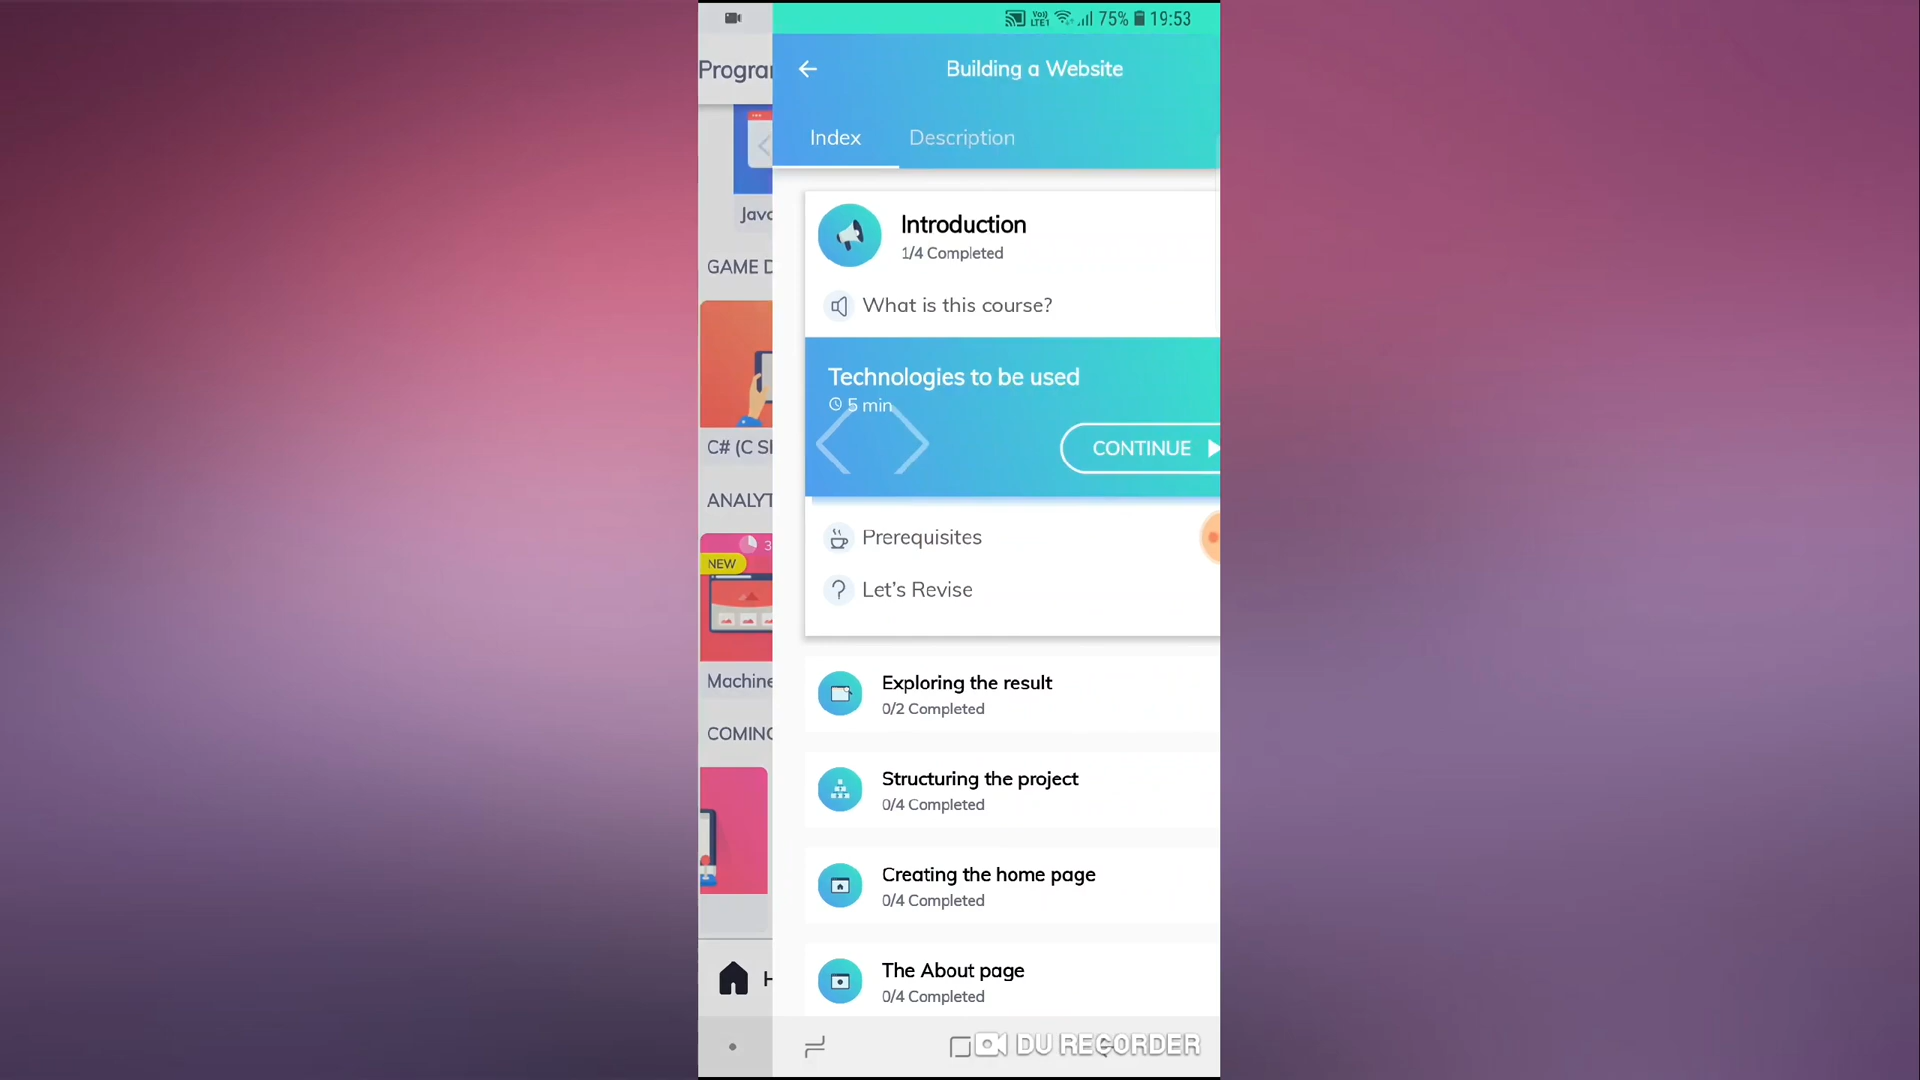 75% 19:53
Progra
Building a Website
Index Description
Java
GAME D
C# (C S
ANALYT
NEW
3
Machine
COMING
H
Introduction
1/4 Completed
What is this course?
Technologies to be used
5 min
CONTINUE
Prerequisites
Let's Revise
Exploring the result
0/2 Completed
Structuring the project
0/4 Completed
Creating the home page
0/4 Completed
The About page
0/4 Completed
DU RECORDER